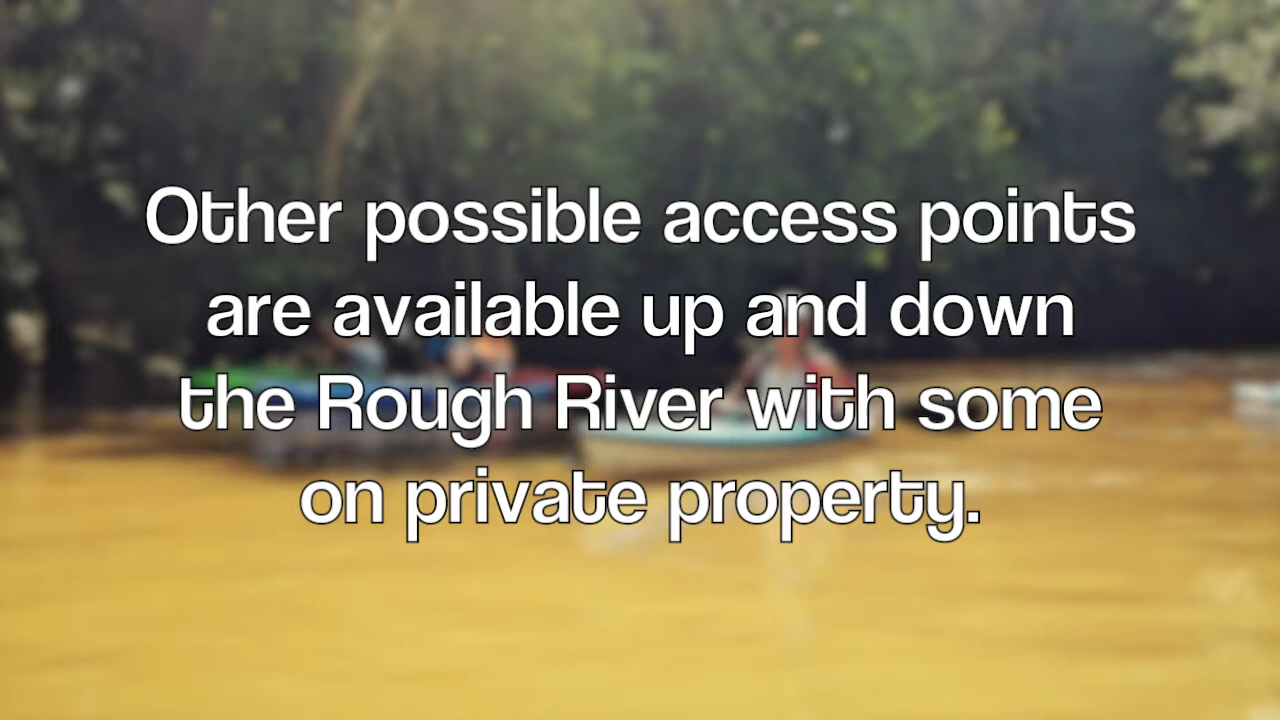 Other possible access points
are available up and down
the Rough River with some
on private property.